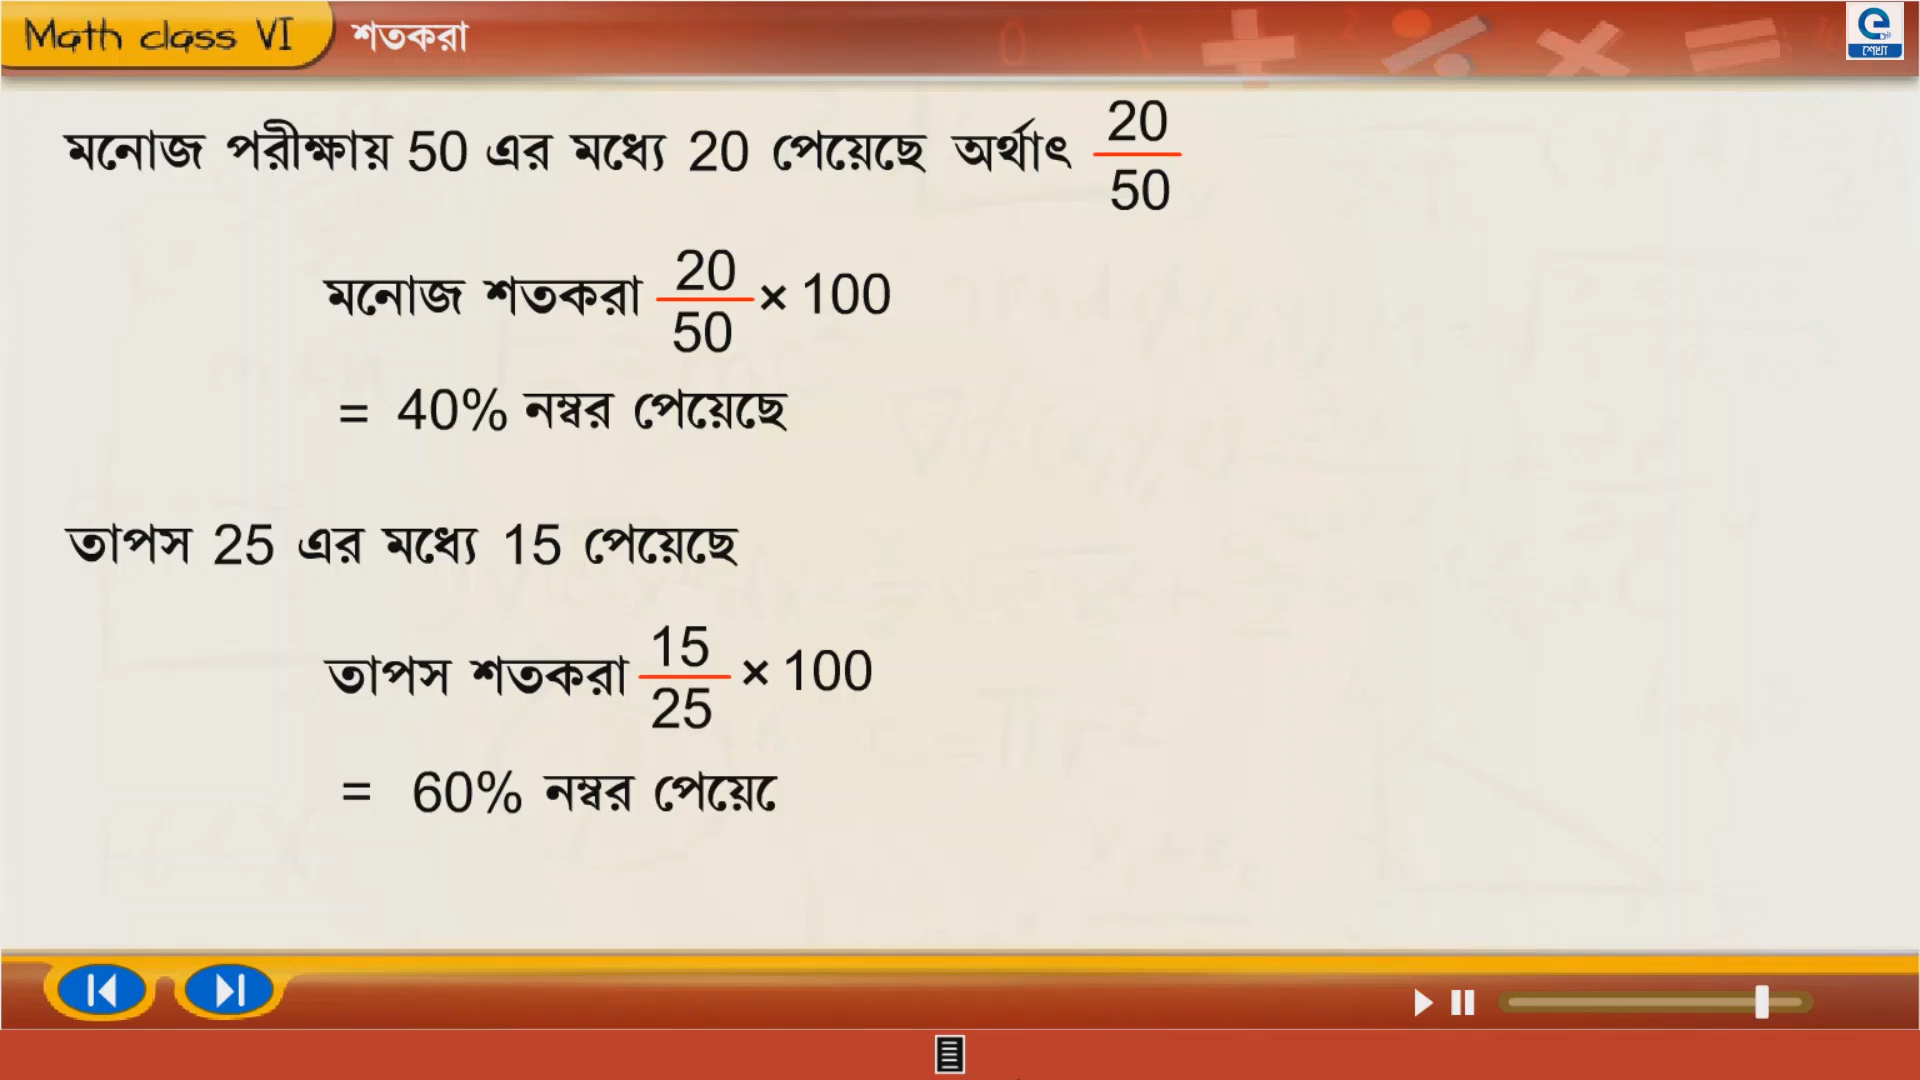 Math class VI
শতকরা
e
শেখা
মনোজ পরীক্ষায় 50 এর মধ্যে 20 পেয়েছে অর্থাৎ 20/50
মনোজ শতকরা 20/50 × 100
= 40% নম্বর পেয়েছে
তাপস 25 এর মধ্যে 15 পেয়েছে
তাপস শতকরা 15/25 × 100
= 60% নম্বর পেয়ে